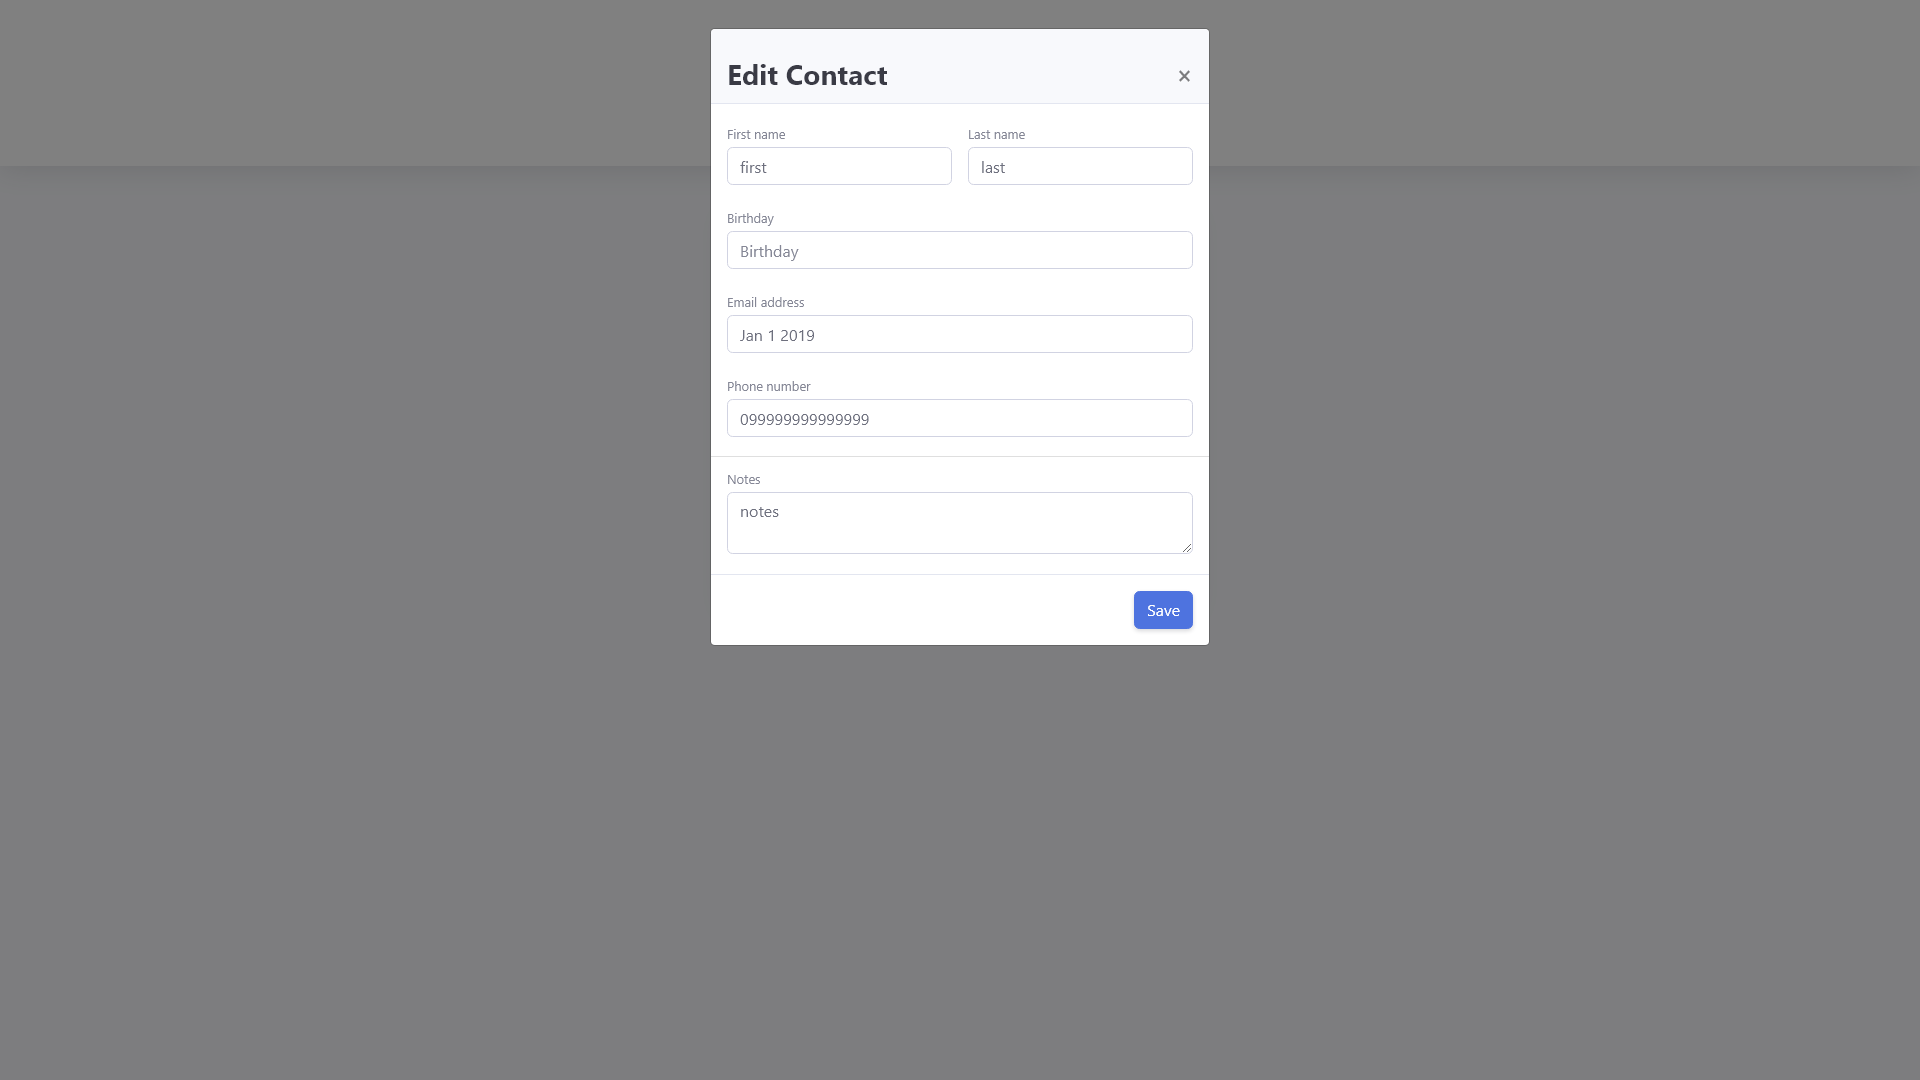 Edit Contact ×
First name Last name
first last
Birthday
Birthday
Email address
Jan 1 2019
Phone number
099999999999999
Notes
notes
Save